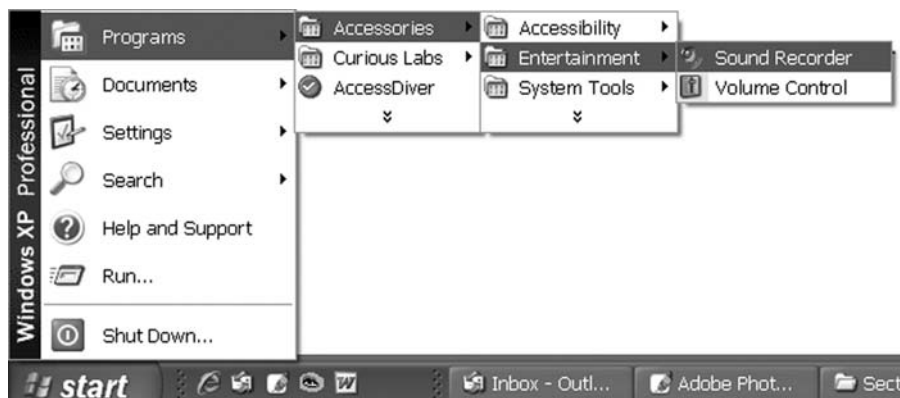 Windows XP Professional
Programs
Documents
Settings
Search
Help and Support
Run...
Shut Down...
Accessories
Curious Labs
AccessDiver
Accessibility
Entertainment
System Tools
Sound Recorder
Volume Control
start
Inbox - Outl...
Adobe Phot...
Sect